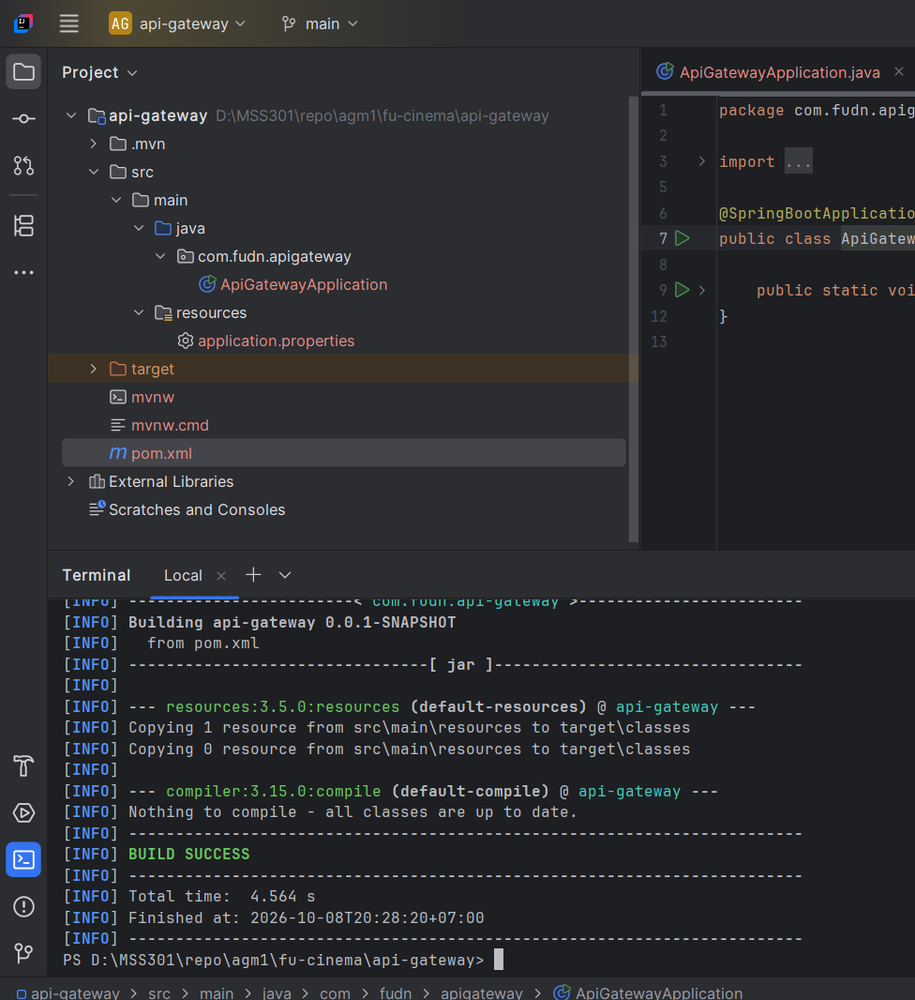 AG api-gateway main
Project
api-gateway D:\MSS301\repo\agm1\fu-cinema\api-gateway
.mvn
src
main
java
com.fudn.apigateway
ApiGatewayApplication
resources
application.properties
target
mvnw
mvnw.cmd
m pom.xml
External Libraries
Scratches and Consoles
ApiGatewayApplication.java
1 package com.fudn.apig
2
3 import ...
5
6 @SpringBootApplicatio
7 public class ApiGatew
8
9 public static voi
12 }
13
Terminal Local
[INFO] ------------------------< com.fudn:api-gateway >------------------------
[INFO] Building api-gateway 0.0.1-SNAPSHOT
[INFO]   from pom.xml
[INFO] --------------------------------[ jar ]---------------------------------
[INFO]
[INFO] --- resources:3.5.0:resources (default-resources) @ api-gateway ---
[INFO] Copying 1 resource from src\main\resources to target\classes
[INFO] Copying 0 resource from src\main\resources to target\classes
[INFO]
[INFO] --- compiler:3.15.0:compile (default-compile) @ api-gateway ---
[INFO] Nothing to compile - all classes are up to date.
[INFO] ------------------------------------------------------------------------
[INFO] BUILD SUCCESS
[INFO] ------------------------------------------------------------------------
[INFO] Total time:  4.564 s
[INFO] Finished at: 2026-10-08T20:28:20+07:00
[INFO] ------------------------------------------------------------------------
PS D:\MSS301\repo\agm1\fu-cinema\api-gateway>
api-gateway > src > main > java > com > fudn > apigateway > ApiGatewayApplication